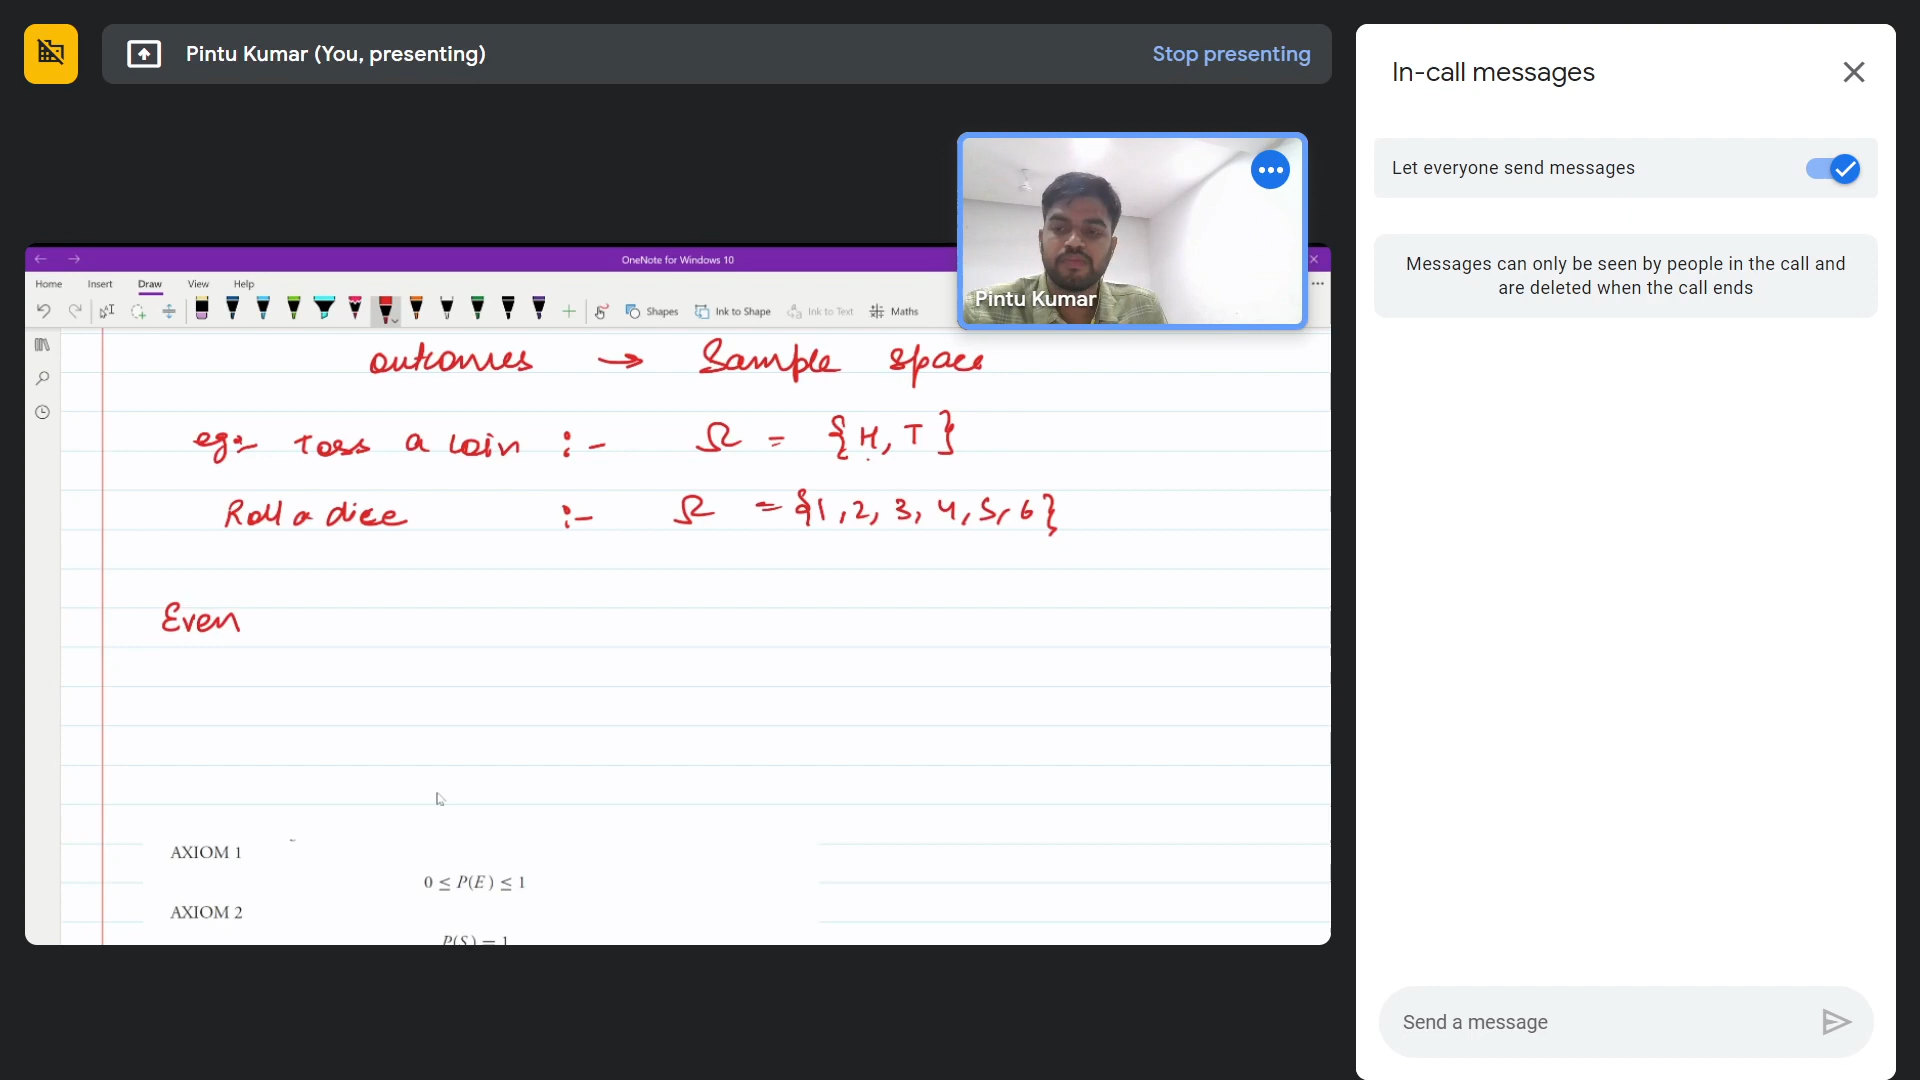 Pintu Kumar (You, presenting)
Stop presenting
In-call messages
Let everyone send messages
Messages can only be seen by people in the call and
are deleted when the call ends
Pintu Kumar
OneNote for Windows 10
Home Insert Draw View Help
Shapes Ink to Shape Ink to Text Maths
outcomes → Sample space
eg:- Toss a coin :- Ω = {H, T}
Roll a dice :- Ω = {1, 2, 3, 4, 5, 6}
Even
AXIOM 1
0 ≤ P(E) ≤ 1
AXIOM 2
P(S) = 1
Send a message